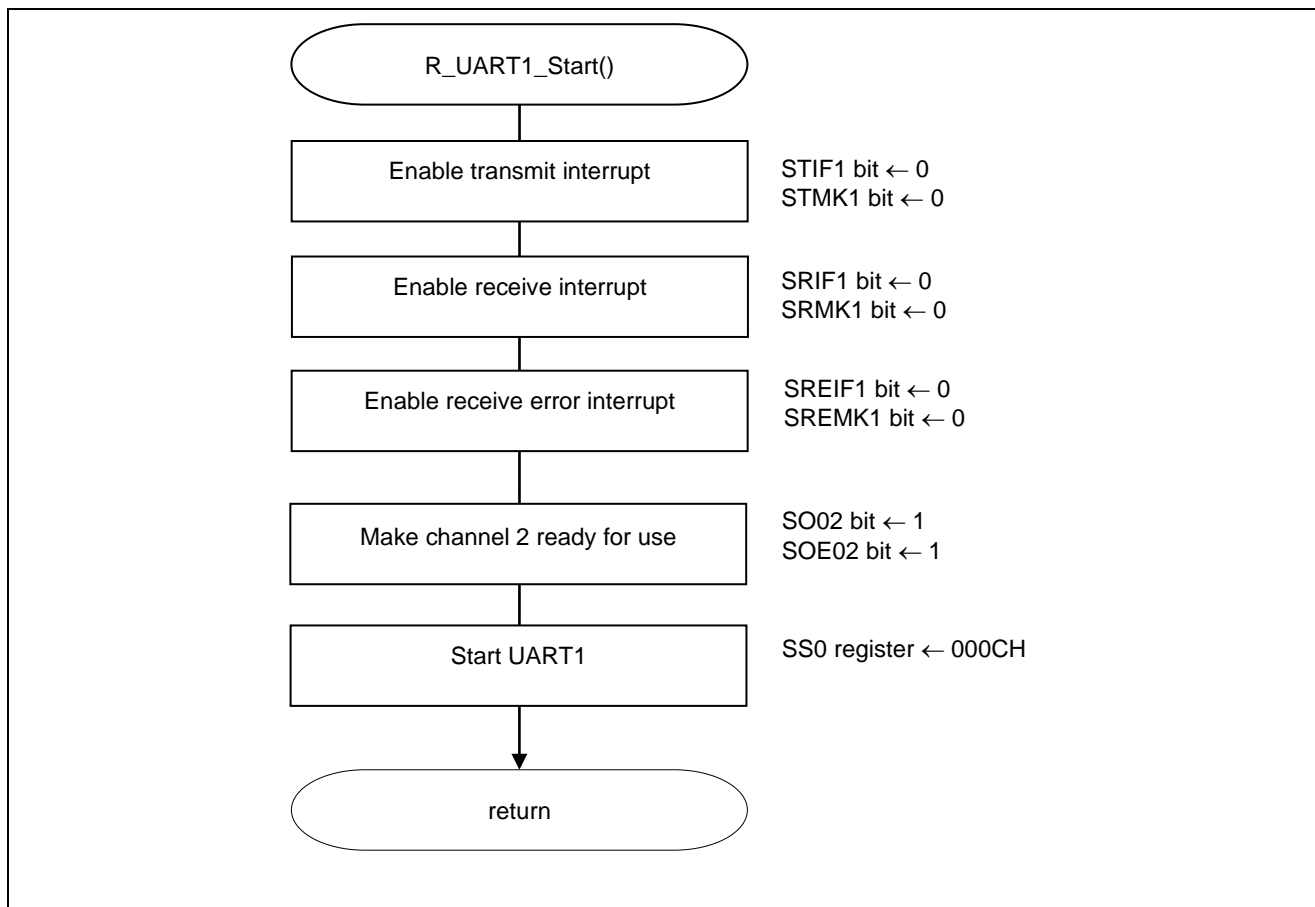 R_UART1_Start()
Enable transmit interrupt
STIF1 bit ← 0
STMK1 bit ← 0
Enable receive interrupt
SRIF1 bit ← 0
SRMK1 bit ← 0
Enable receive error interrupt
SREIF1 bit ← 0
SREMK1 bit ← 0
Make channel 2 ready for use
SO02 bit ← 1
SOE02 bit ← 1
Start UART1
SS0 register ← 000CH
return